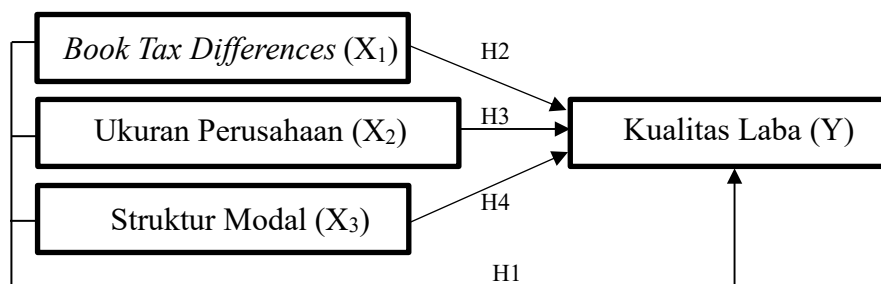 Book Tax Differences (X₁)
H2
Ukuran Perusahaan (X₂)
H3
Kualitas Laba (Y)
Struktur Modal (X₃)
H4
H1